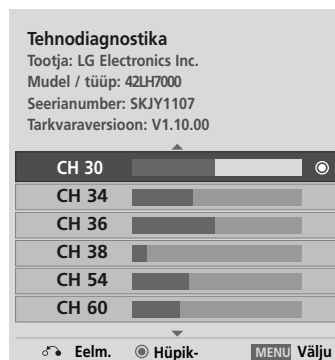 Tehnodiagnostika
Tootja: LG Electronics Inc.
Mudel / tüüp: 42LH7000
Seerianumber: SKJY1107
Tarkvaraversioon: V1.10.00
CH 30
CH 34
CH 36
CH 38
CH 54
CH 60
Eelm. Hüpik- MENU Välju